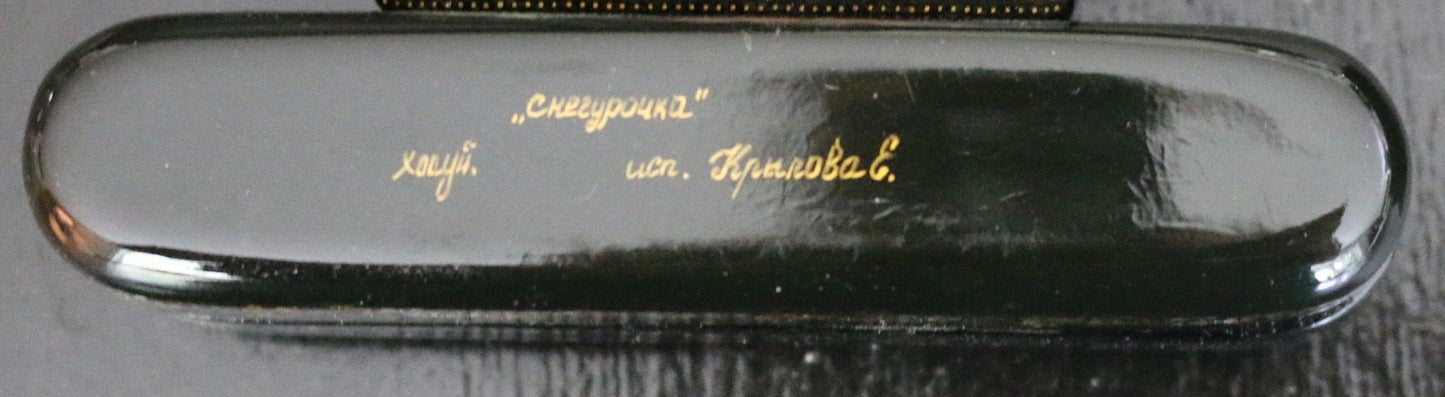 „Снегурочка"
холуй. исп. Крылова Е.